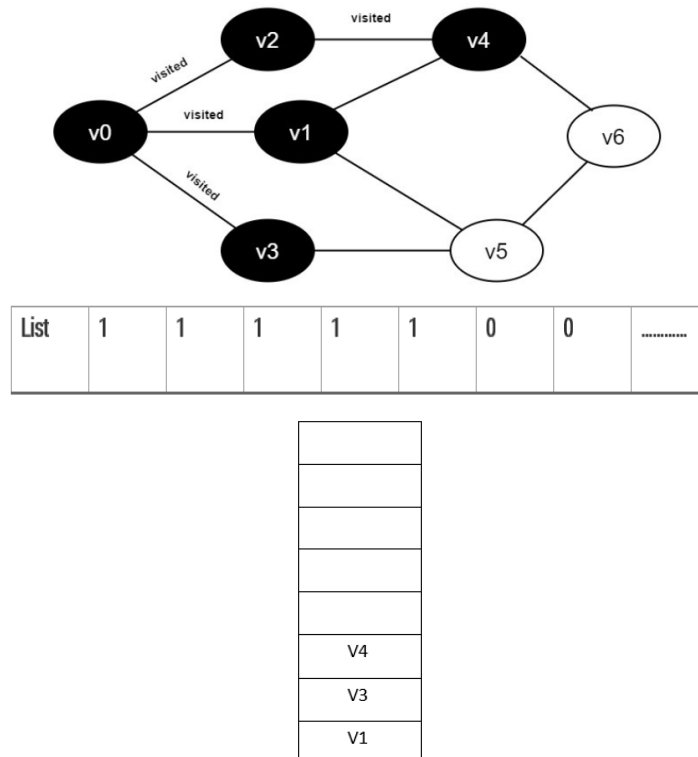 visited
v2
v4
visited
visited
v0
v1
v6
visited
v3
v5
List 1 1 1 1 1 0 0 ............
V4
V3
V1